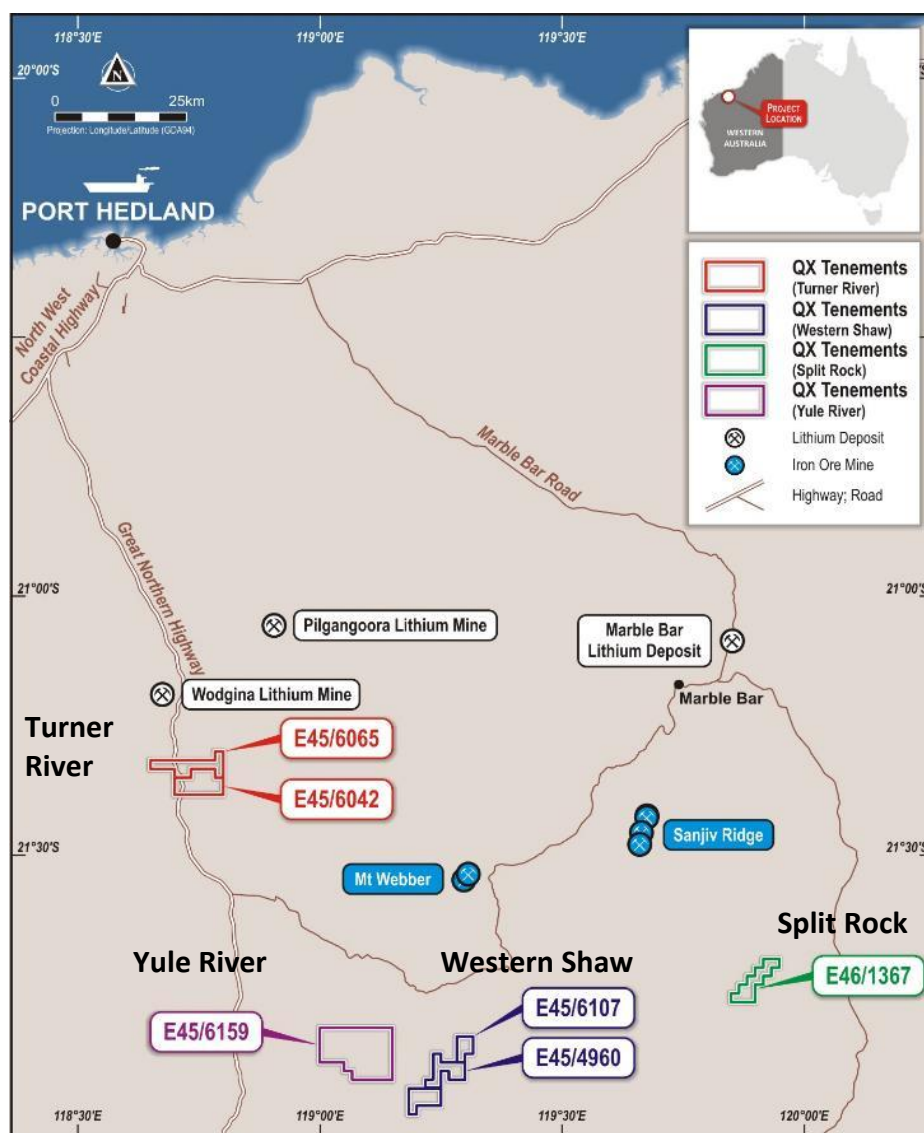 118°30'E
119°00'E
119°30'E
20°00'S
N
0
25km
Projection: Longitude/Latitude (GDA94)
PORT HEDLAND
North West
Coastal Highway
Great Northern Highway
Marble Bar Road
PROJECT
LOCATION
WESTERN
AUSTRALIA
QX Tenements
(Turner River)
QX Tenements
(Western Shaw)
QX Tenements
(Split Rock)
QX Tenements
(Yule River)
Lithium Deposit
Iron Ore Mine
Highway; Road
21°00'S
21°00'S
Pilgangoora Lithium Mine
Marble Bar
Lithium Deposit
Wodgina Lithium Mine
Marble Bar
Turner
River
E45/6065
E45/6042
Sanjiv Ridge
21°30'S
21°30'S
Mt Webber
Split Rock
Yule River
Western Shaw
E46/1367
E45/6107
E45/6159
E45/4960
118°30'E
119°00'E
119°30'E
120°00'E